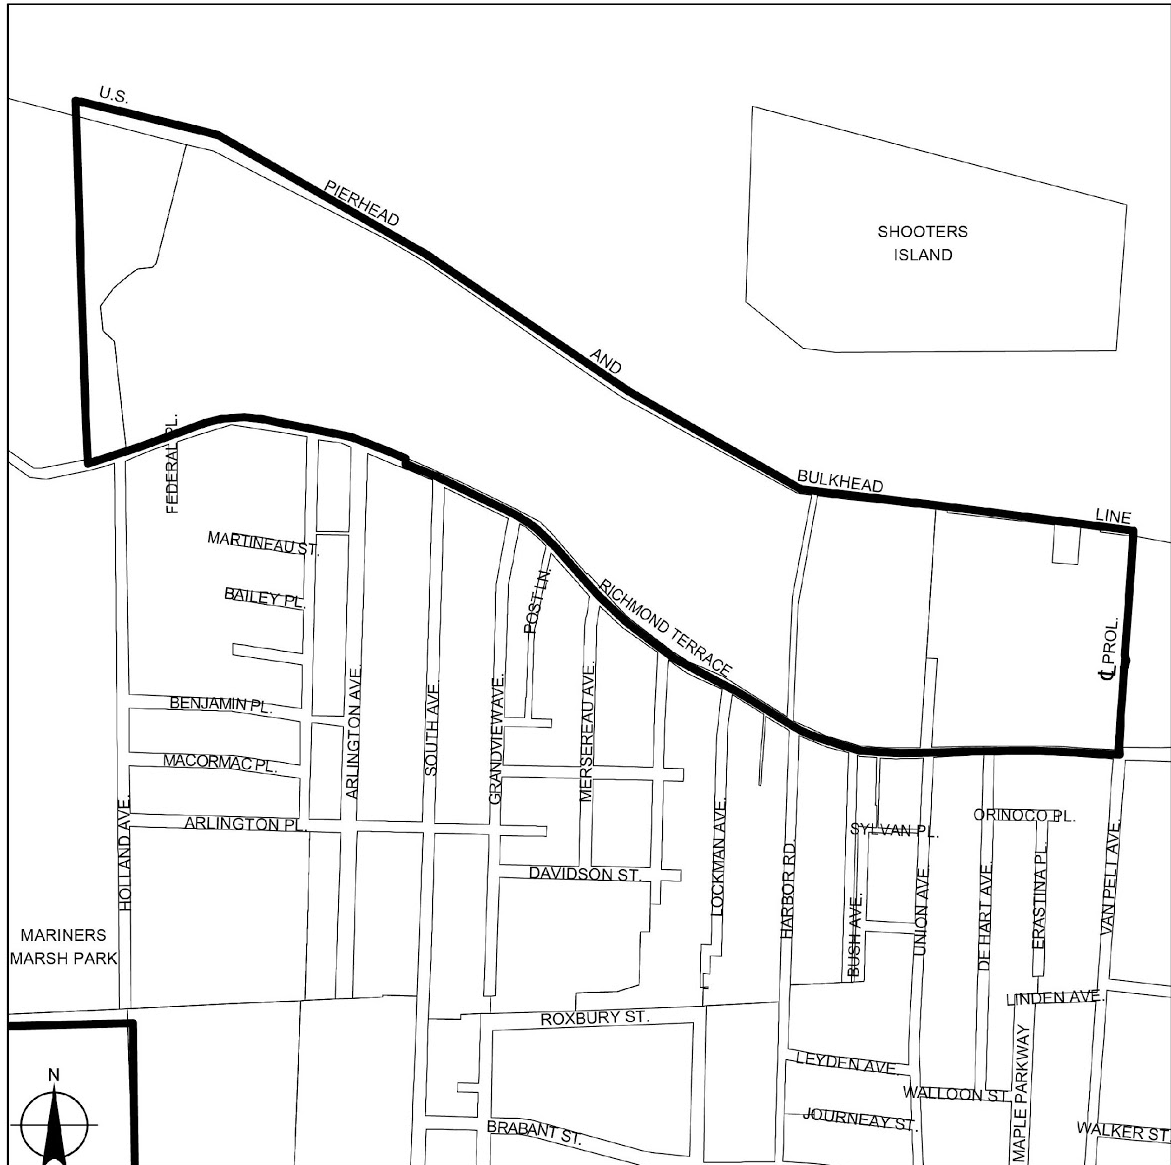 U.S.
PIERHEAD
SHOOTERS
ISLAND
AND
BULKHEAD
LINE
FEDERAL PL.
MARTINEAU ST.
BAILEY PL.
POST LN.
RICHMOND TERRACE
℄ PROL.
BENJAMIN PL.
MACORMAC PL.
ARLINGTON AVE.
SOUTH AVE.
GRANDVIEW AVE.
MERSEREAU AVE.
ARLINGTON PL.
HOLLAND AVE.
DAVIDSON ST.
LOCKMAN AVE.
HARBOR RD.
BUSH AVE.
SYLVAN PL.
UNION AVE.
DE HART AVE.
ORINOCO PL.
ERASTINA PL.
VAN PELT AVE.
MARINERS
MARSH PARK
LINDEN AVE.
ROXBURY ST.
LEYDEN AVE.
WALLOON ST.
MAPLE PARKWAY
JOURNEAY ST.
BRABANT ST.
WALKER ST.
N